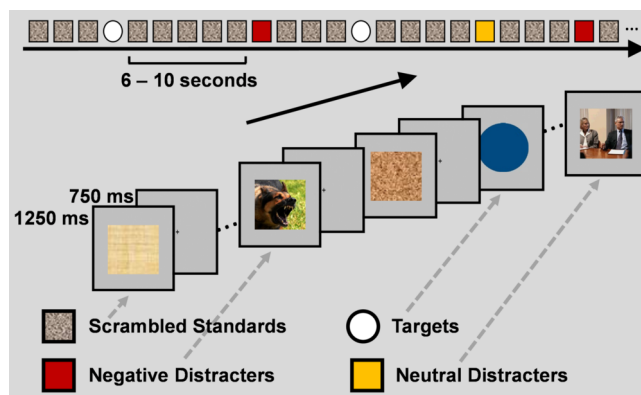 ...
6 – 10 seconds
750 ms
1250 ms
Scrambled Standards
Targets
Negative Distracters
Neutral Distracters